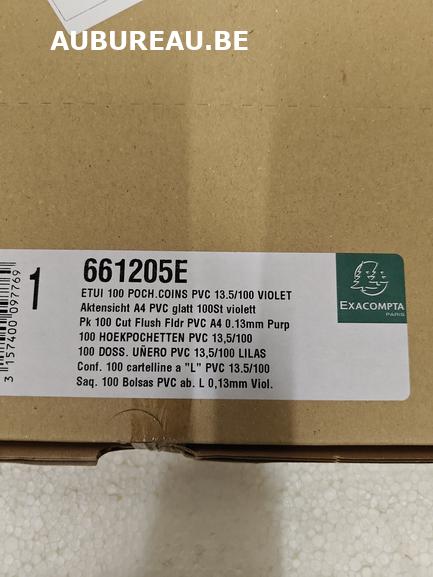 AUBUREAU.BE
661205E
1
ETUI 100 POCH.COINS PVC 13.5/100 VIOLET
Aktensicht A4 PVC glatt 100St violett
Pk 100 Cut Flush Fldr PVC A4 0.13mm Purp
100 HOEKPOCHETTEN PVC 13,5/100
100 DOSS. UÑERO PVC 13,5/100 LILAS
Conf. 100 cartelline a "L" PVC 13.5/100
Saq. 100 Bolsas PVC ab. L 0,13mm Viol.
3 157400 097769
EXACOMPTA
PARIS